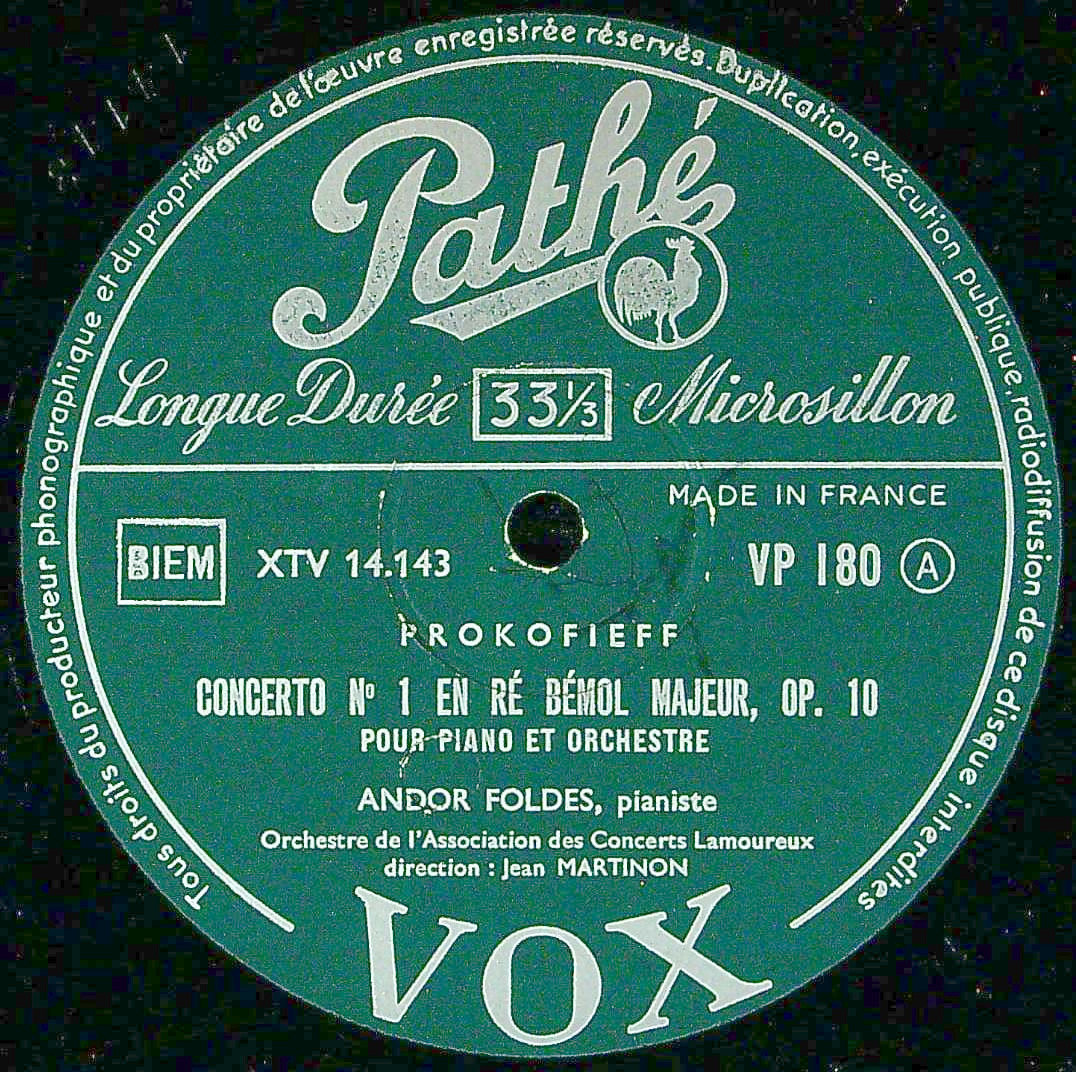 Tous droits du producteur phonographique et du propriétaire de l'œuvre enregistrée réservés. Duplication, exécution publique, radiodiffusion de ce disque interdites
Pathé
Longue Durée 33 1/3 Microsillon
MADE IN FRANCE
BIEM XTV 14.143 VP 180 A
PROKOFIEFF
CONCERTO Nº 1 EN RÉ BÉMOL MAJEUR, OP. 10
POUR PIANO ET ORCHESTRE
ANDOR FOLDES, pianiste
Orchestre de l'Association des Concerts Lamoureux
direction : Jean MARTINON
VOX